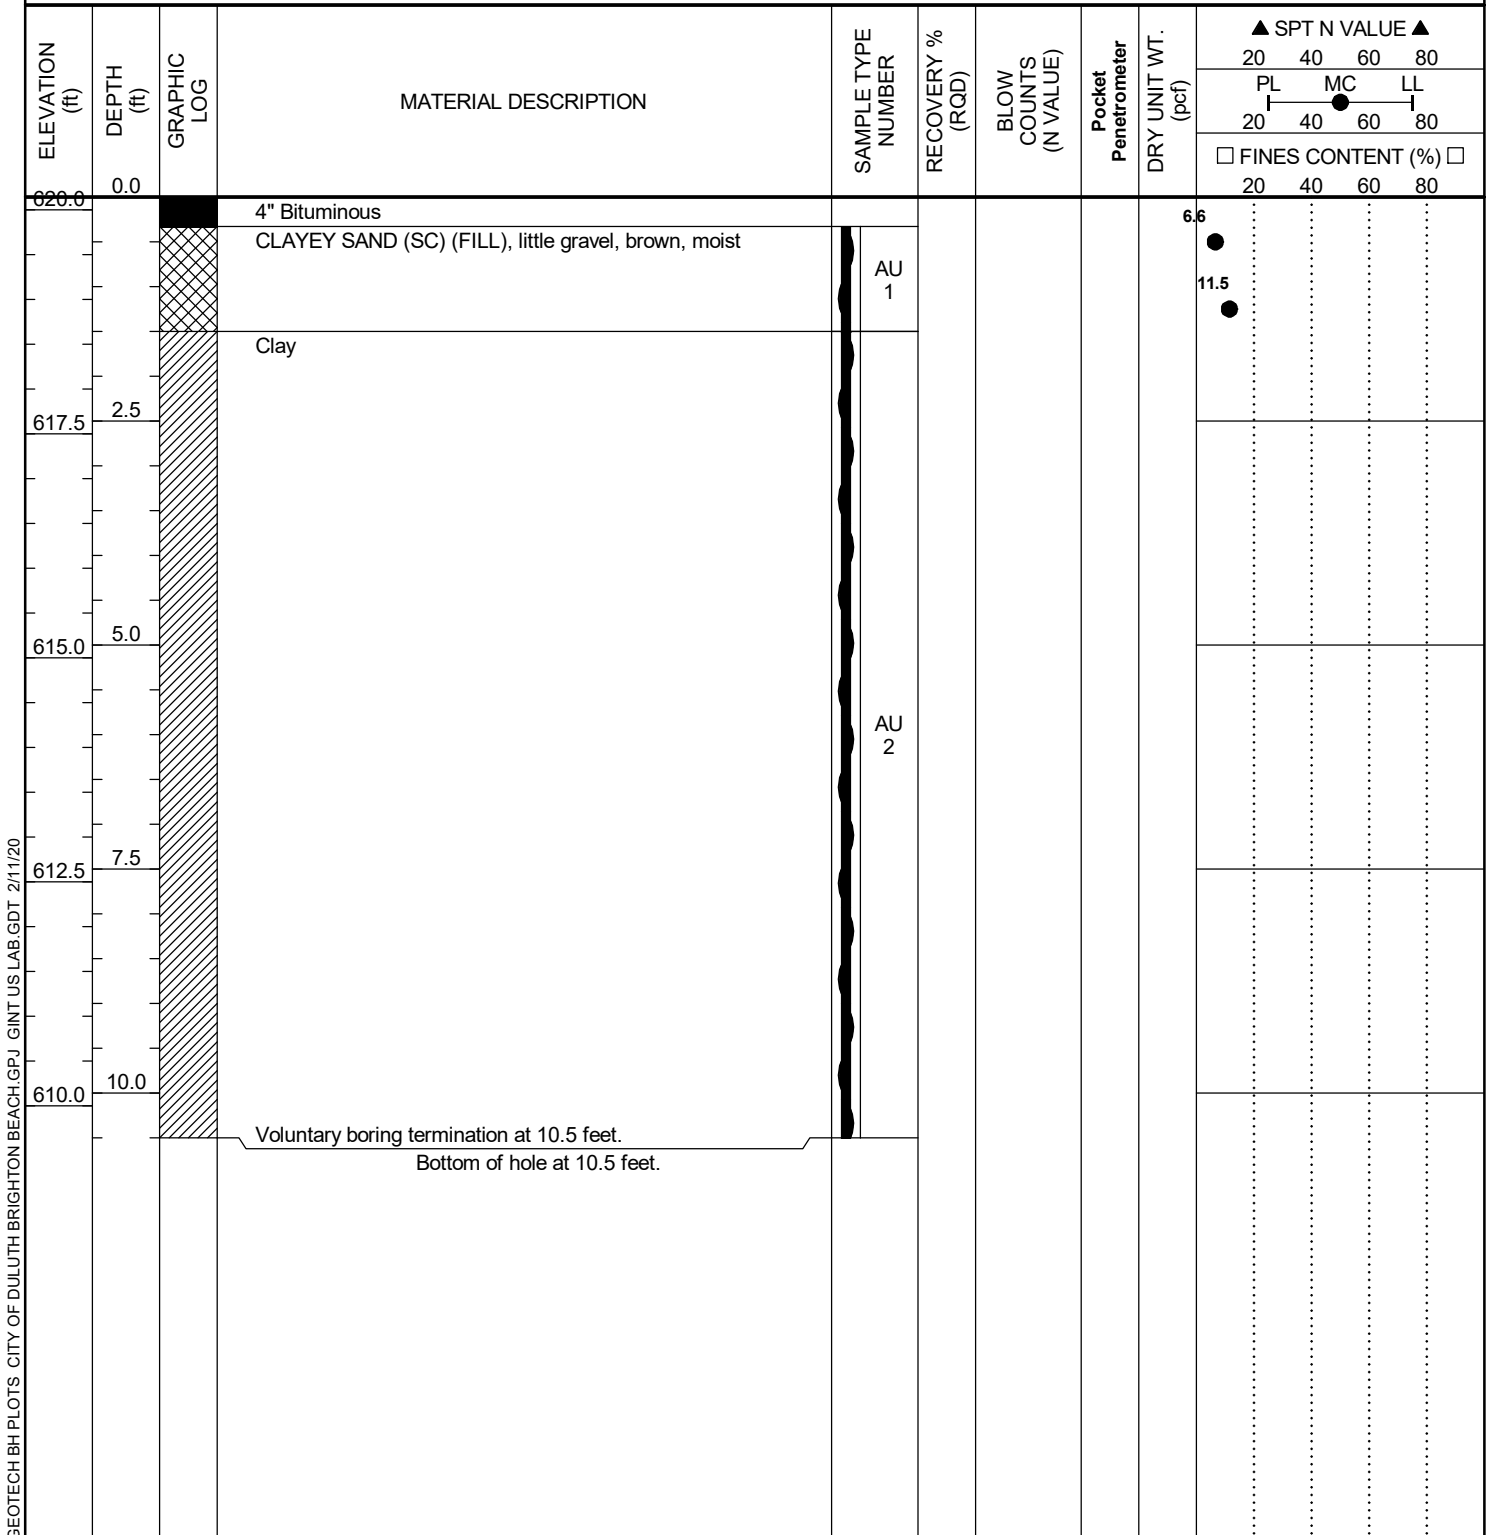 ELEVATION
(ft)
DEPTH
(ft)
GRAPHIC
LOG
MATERIAL DESCRIPTION
SAMPLE TYPE
NUMBER
RECOVERY %
(RQD)
BLOW
COUNTS
(N VALUE)
Pocket
Penetrometer
DRY UNIT WT.
(pcf)
▲ SPT N VALUE ▲
20 40 60 80
PL MC LL
20 40 60 80
□ FINES CONTENT (%) □
20 40 60 80
620.0
0.0
4" Bituminous
6.6
CLAYEY SAND (SC) (FILL), little gravel, brown, moist
AU
1
11.5
Clay
2.5
617.5
5.0
615.0
AU
2
7.5
612.5
10.0
610.0
Voluntary boring termination at 10.5 feet.
Bottom of hole at 10.5 feet.
GEOTECH BH PLOTS CITY OF DULUTH BRIGHTON BEACH.GPJ GINT US LAB.GDT 2/11/20